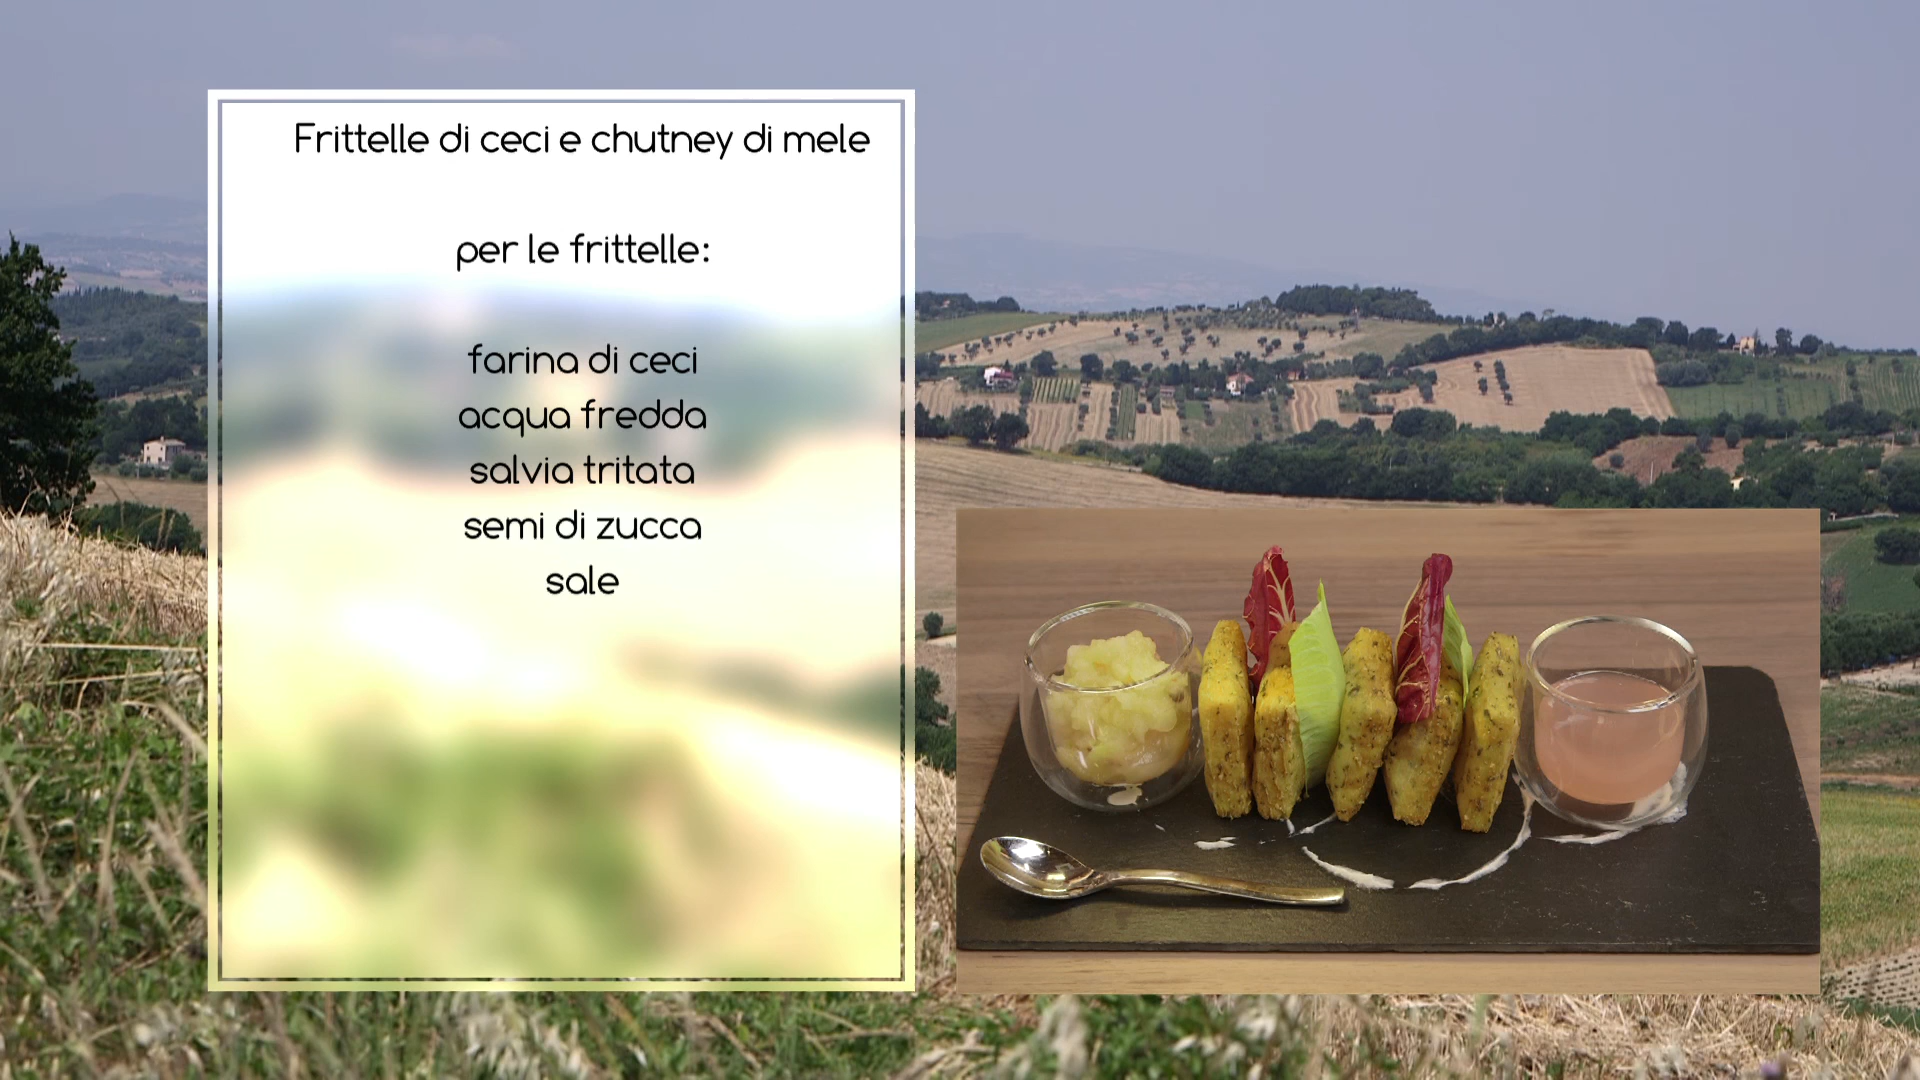 Frittelle di ceci e chutney di mele
per le frittelle:
farina di ceci
acqua fredda
salvia tritata
semi di zucca
sale